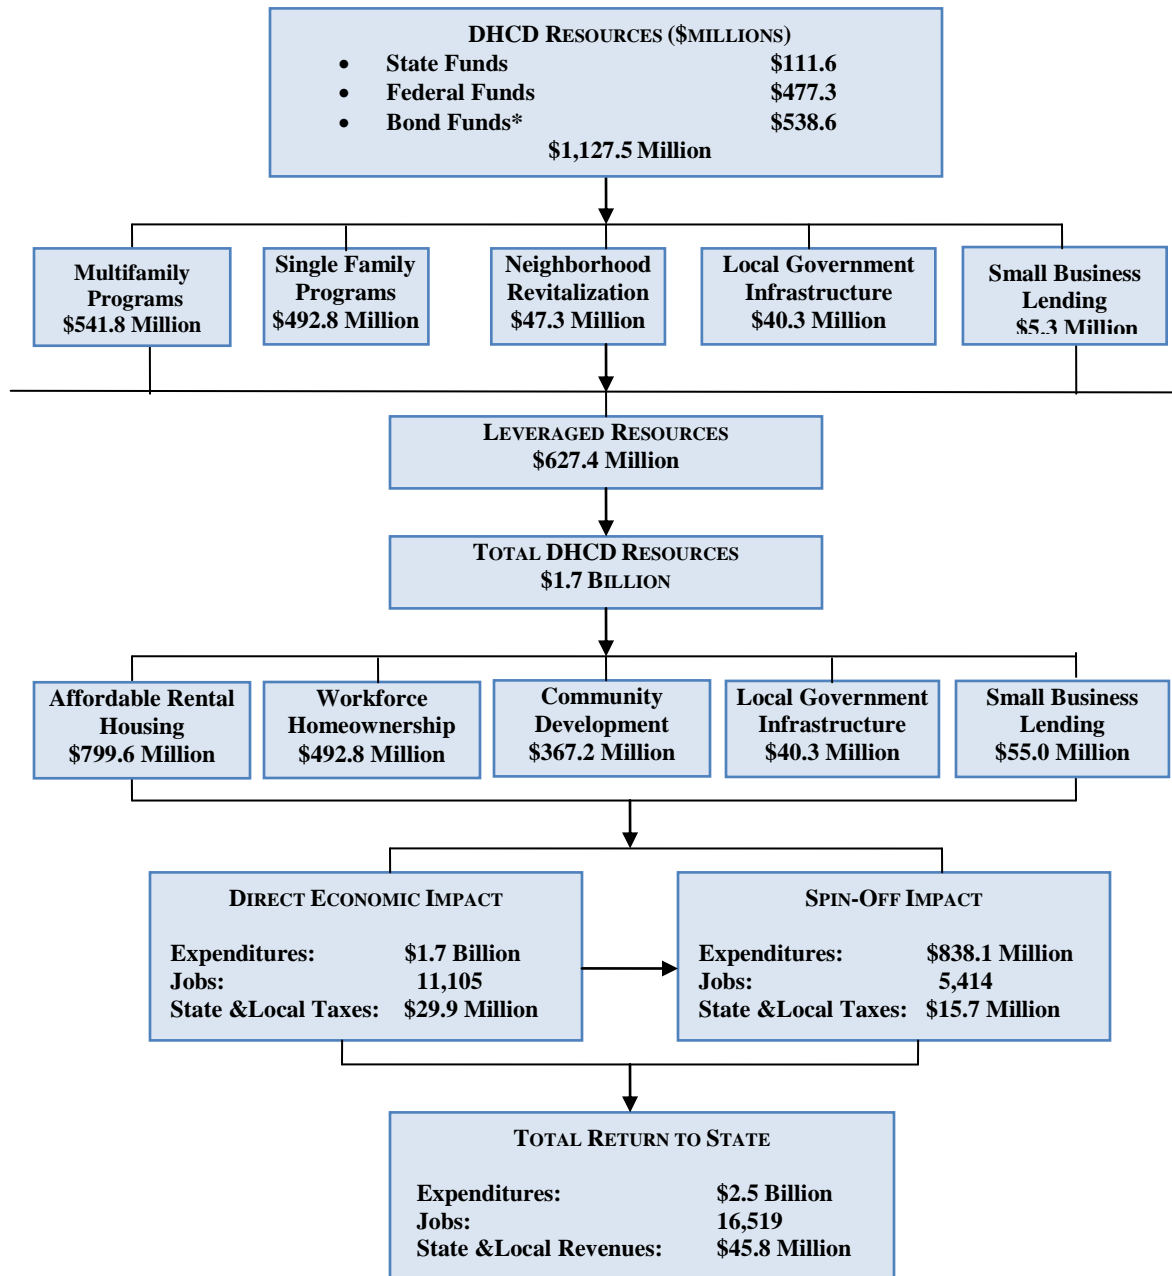 DHCD RESOURCES ($MILLIONS)
• State Funds $111.6
• Federal Funds $477.3
• Bond Funds* $538.6
$1,127.5 Million
Multifamily
Programs
$541.8 Million
Single Family
Programs
$492.8 Million
Neighborhood
Revitalization
$47.3 Million
Local Government
Infrastructure
$40.3 Million
Small Business
Lending
$5.3 Million
LEVERAGED RESOURCES
$627.4 Million
TOTAL DHCD RESOURCES
$1.7 BILLION
Affordable Rental
Housing
$799.6 Million
Workforce
Homeownership
$492.8 Million
Community
Development
$367.2 Million
Local Government
Infrastructure
$40.3 Million
Small Business
Lending
$55.0 Million
DIRECT ECONOMIC IMPACT
Expenditures: $1.7 Billion
Jobs: 11,105
State &Local Taxes: $29.9 Million
SPIN-OFF IMPACT
Expenditures: $838.1 Million
Jobs: 5,414
State &Local Taxes: $15.7 Million
TOTAL RETURN TO STATE
Expenditures: $2.5 Billion
Jobs: 16,519
State &Local Revenues: $45.8 Million